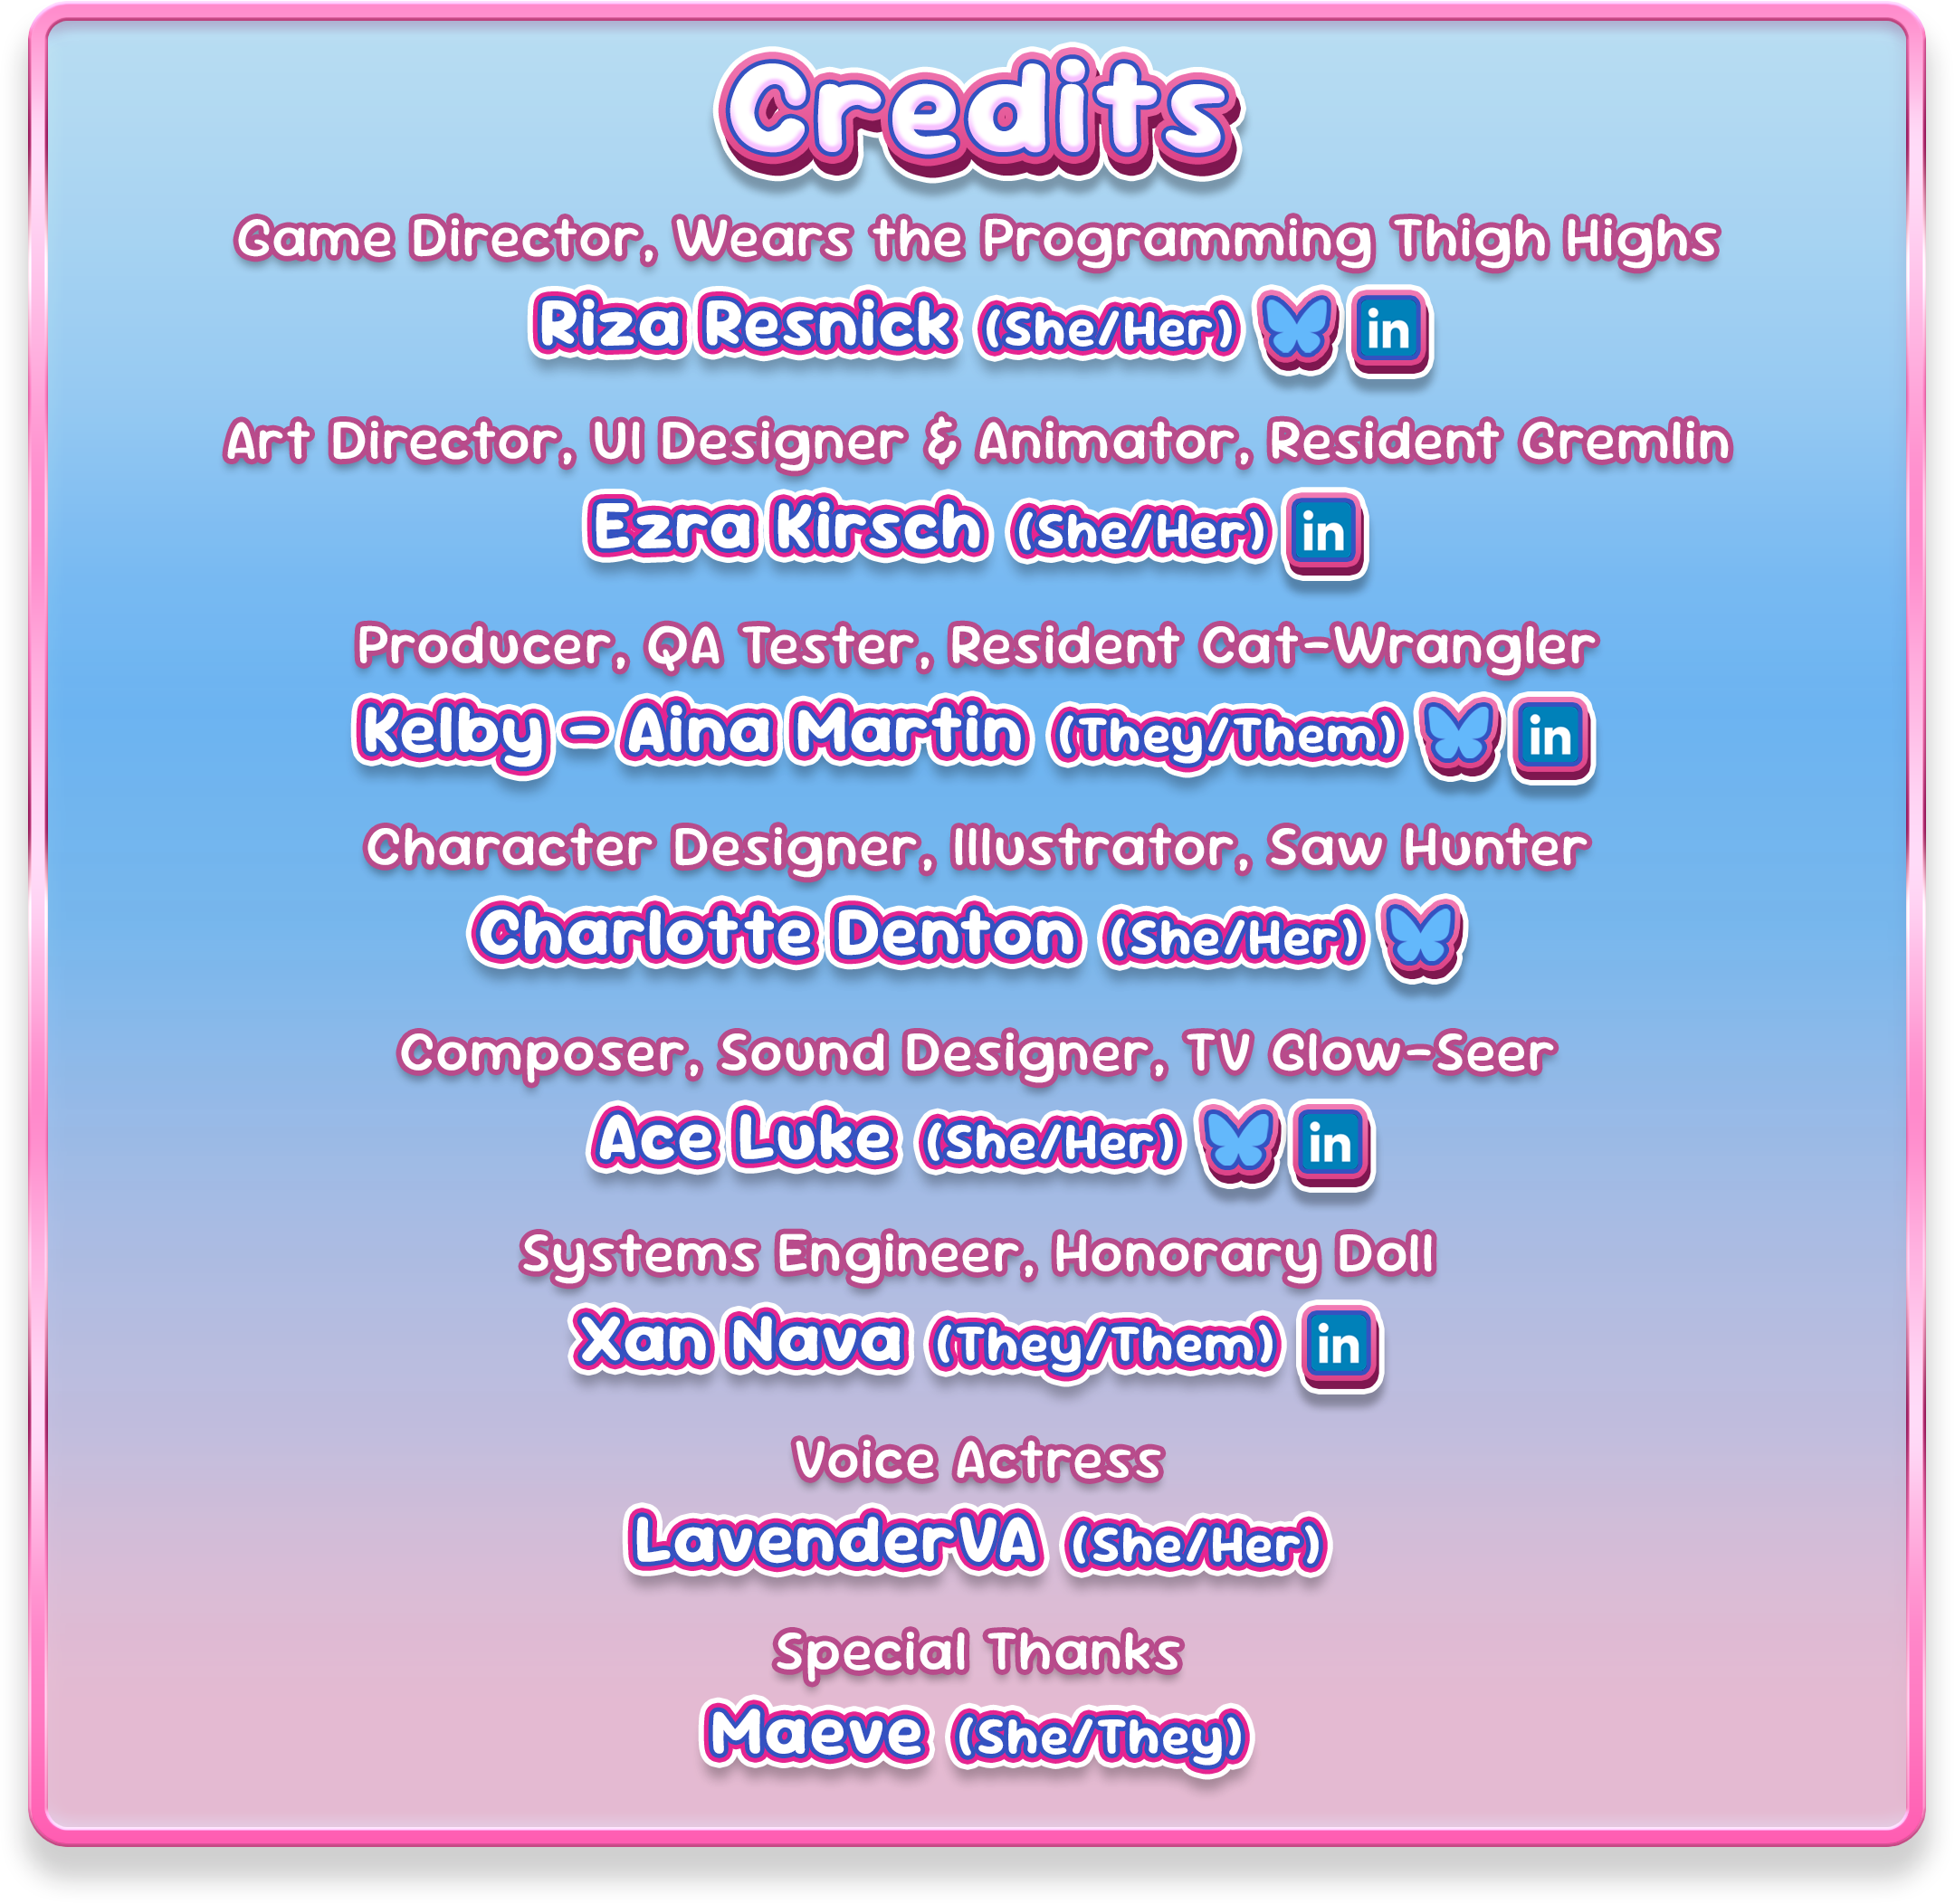 Credits
Game Director, Wears the Programming Thigh Highs
Riza Resnick (She/Her) in
Art Director, UI Designer & Animator, Resident Gremlin
Ezra Kirsch (She/Her) in
Producer, QA Tester, Resident Cat-Wrangler
Kelby - Aina Martin (They/Them) in
Character Designer, Illustrator, Saw Hunter
Charlotte Denton (She/Her)
Composer, Sound Designer, TV Glow-Seer
Ace Luke (She/Her) in
Systems Engineer, Honorary Doll
Xan Nava (They/Them) in
Voice Actress
LavenderVA (She/Her)
Special Thanks
Maeve (She/They)